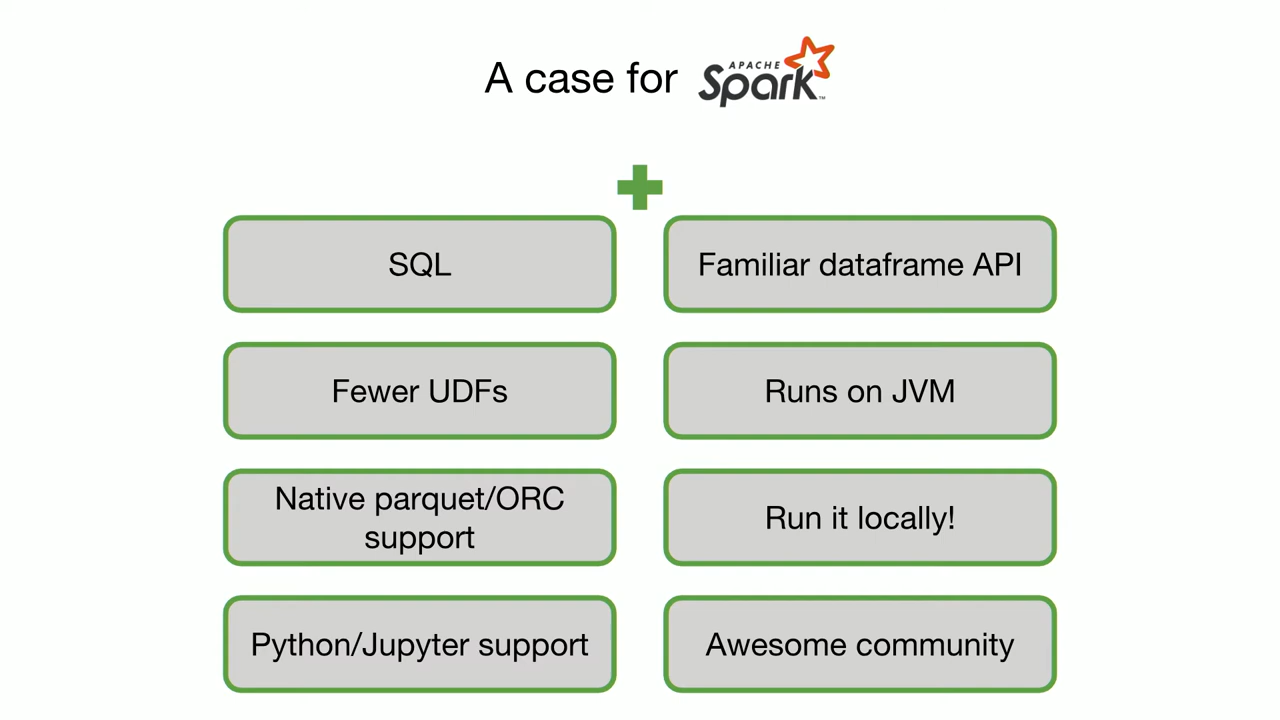 A case for
APACHE
Spark™
SQL
Familiar dataframe API
Fewer UDFs
Runs on JVM
Native parquet/ORC
support
Run it locally!
Python/Jupyter support
Awesome community